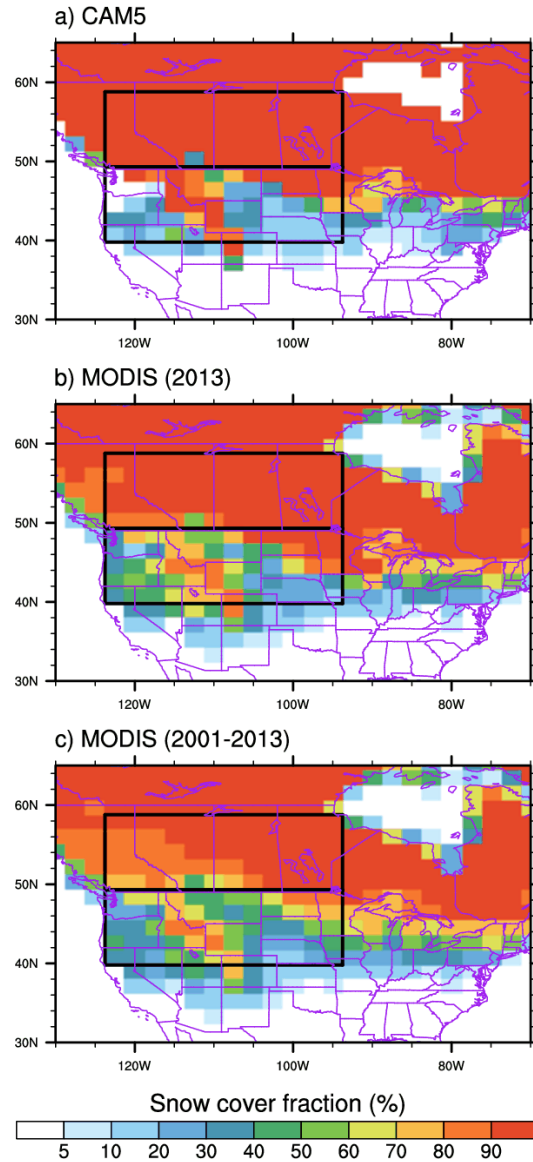 a) CAM5
60N
50N
40N
30N
120W 100W 80W
b) MODIS (2013)
60N
50N
40N
30N
120W 100W 80W
c) MODIS (2001-2013)
60N
50N
40N
30N
120W 100W 80W
Snow cover fraction (%)
5 10 20 30 40 50 60 70 80 90